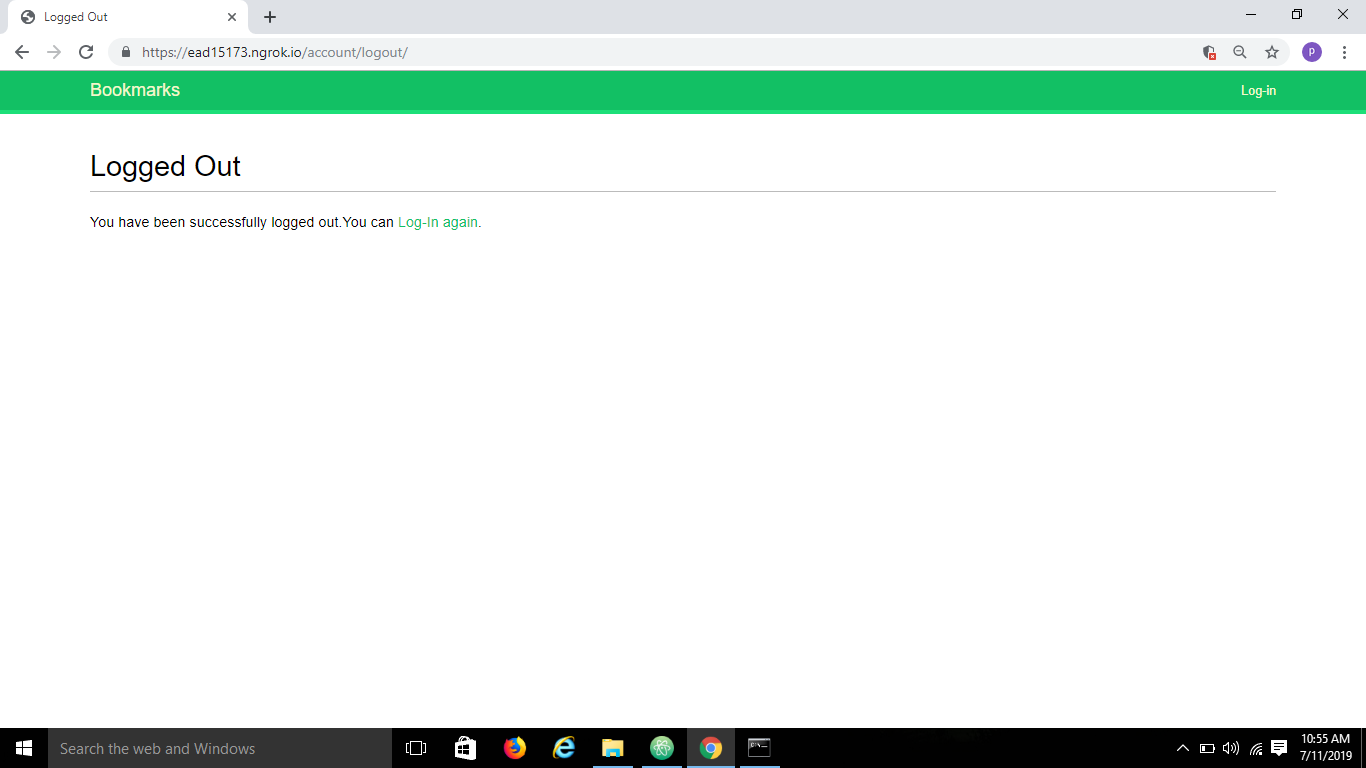 Logged Out
https://ead15173.ngrok.io/account/logout/
p
Bookmarks
Log-in
Logged Out
You have been successfully logged out.You can Log-In again.
Search the web and Windows
10:55 AM
7/11/2019